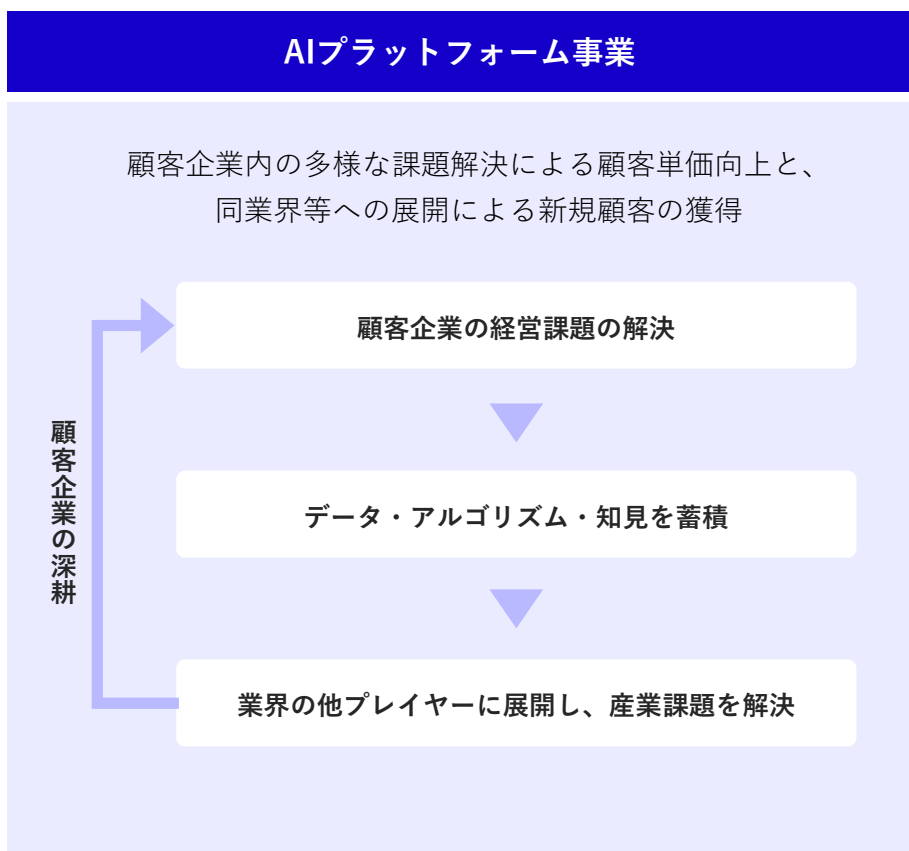 AIプラットフォーム事業
顧客企業内の多様な課題解決による顧客単価向上と、
同業界等への展開による新規顧客の獲得
顧客企業の経営課題の解決
データ・アルゴリズム・知見を蓄積
業界の他プレイヤーに展開し、産業課題を解決
顧客企業の深耕